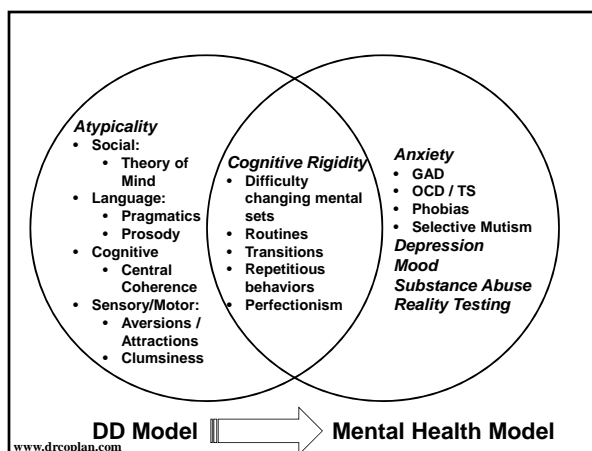 Atypicality
• Social:
• Theory of
Mind
• Language:
• Pragmatics
• Prosody
• Cognitive
• Central
Coherence
• Sensory/Motor:
• Aversions /
Attractions
• Clumsiness
Cognitive Rigidity
• Difficulty
changing mental
sets
• Routines
• Transitions
• Repetitious
behaviors
• Perfectionism
Anxiety
• GAD
• OCD / TS
• Phobias
• Selective Mutism
Depression
Mood
Substance Abuse
Reality Testing
DD Model
Mental Health Model
www.drcoplan.com